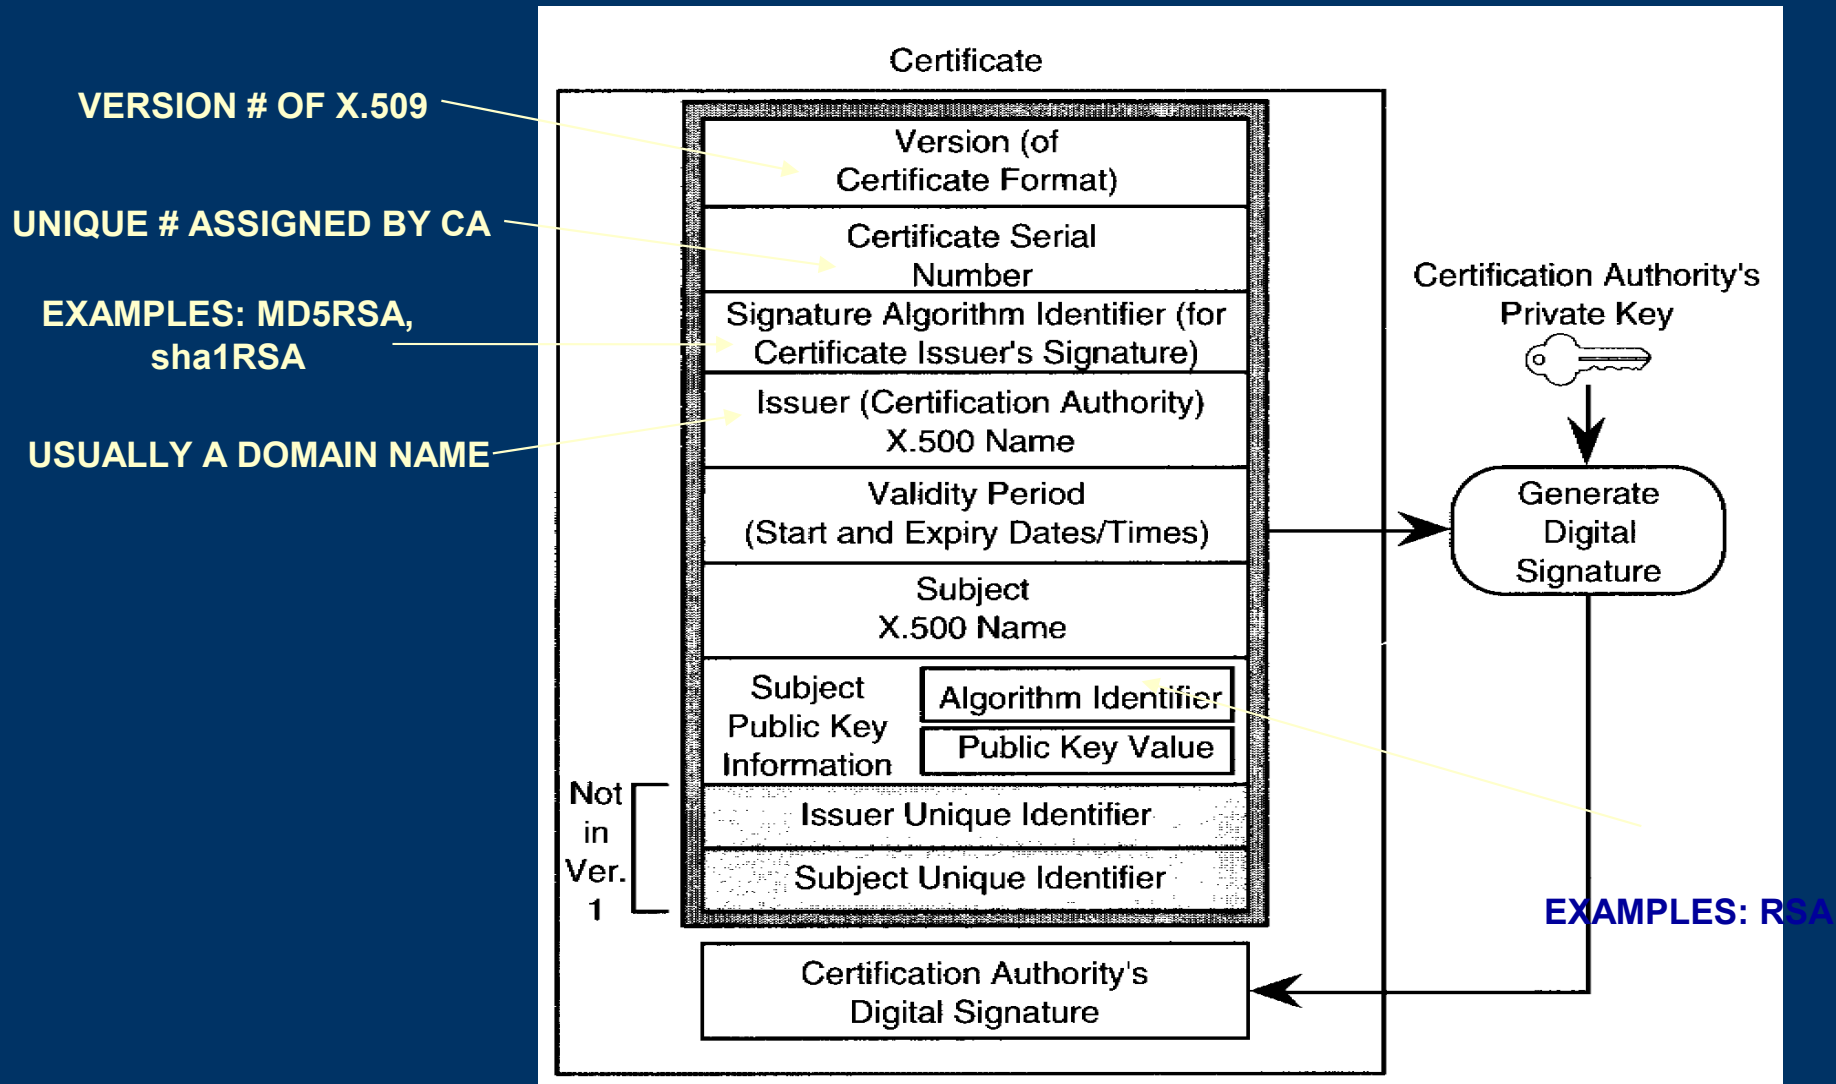 Certificate
VERSION # OF X.509
Version (of
Certificate Format)
UNIQUE # ASSIGNED BY CA
Certificate Serial
Number
EXAMPLES: MD5RSA,
sha1RSA
Signature Algorithm Identifier (for
Certificate Issuer's Signature)
USUALLY A DOMAIN NAME
Issuer (Certification Authority)
X.500 Name
Validity Period
(Start and Expiry Dates/Times)
Subject
X.500 Name
Subject
Public Key
Information
Algorithm Identifier
Public Key Value
Not
in
Ver.
1
Issuer Unique Identifier
Subject Unique Identifier
Certification Authority's
Digital Signature
Certification Authority's
Private Key
Generate
Digital
Signature
EXAMPLES: RSA